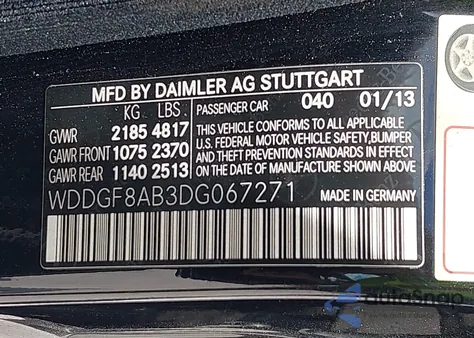 MFD BY DAIMLER AG STUTTGART
KG LBS
PASSENGER CAR 040 01/13
GVWR 2185 4817
GAWR FRONT 1075 2370
GAWR REAR 1140 2513
THIS VEHICLE CONFORMS TO ALL APPLICABLE
U.S. FEDERAL MOTOR VEHICLE SAFETY,BUMPER
AND THEFT PREVENTION STANDARDS IN EFFECT
ON THE DATE OF MANUFACTURE SHOWN ABOVE.
WDDGF8AB3DG067271
MADE IN GERMANY
autosnap